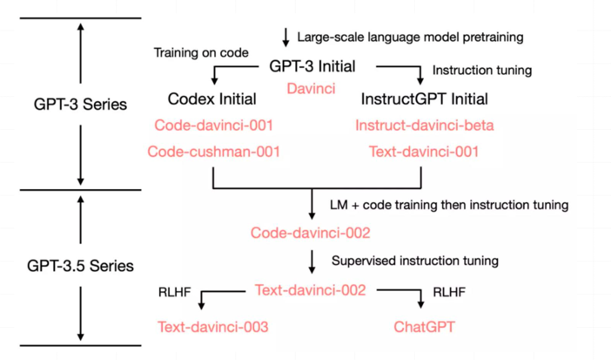 Large-scale language model pretraining
Training on code
GPT-3 Initial
Instruction tuning
Davinci
Codex Initial
InstructGPT Initial
GPT-3 Series
Code-davinci-001
Instruct-davinci-beta
Code-cushman-001
Text-davinci-001
LM + code training then instruction tuning
Code-davinci-002
GPT-3.5 Series
Supervised instruction tuning
RLHF
Text-davinci-002
RLHF
Text-davinci-003
ChatGPT